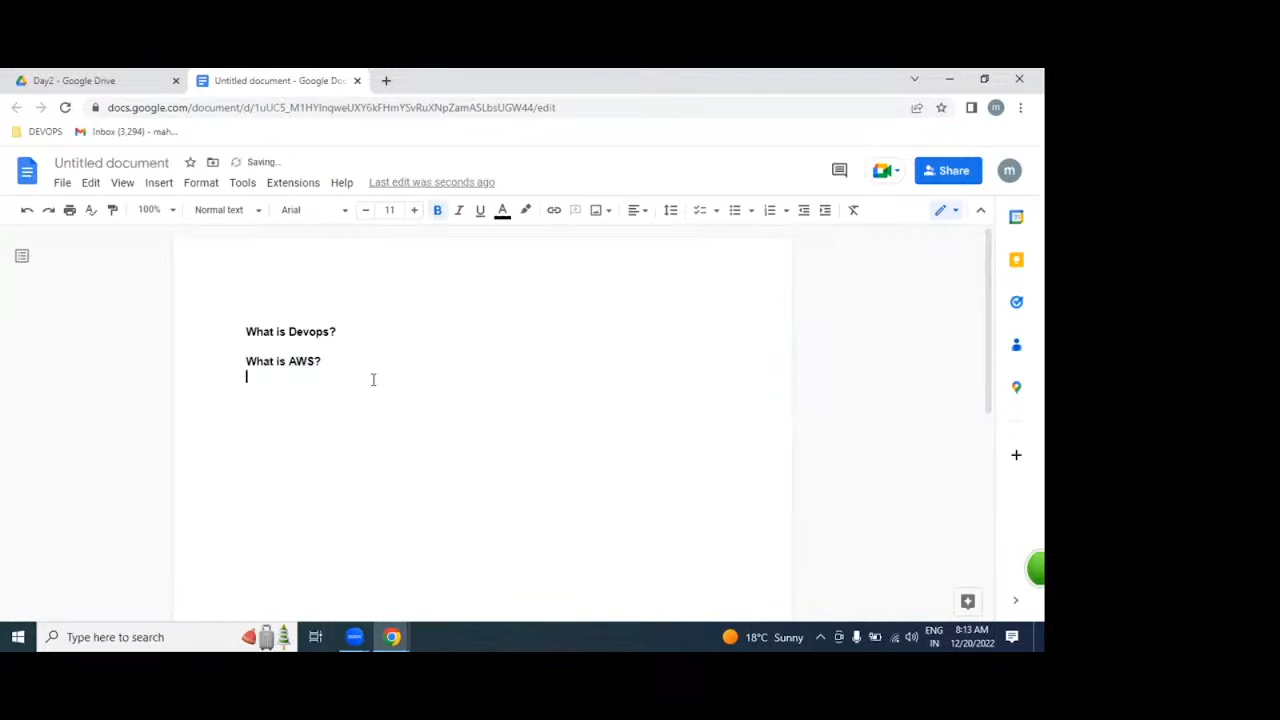 Day2 - Google Drive
Untitled document - Google Doc
docs.google.com/document/d/1uUC5_M1HYInqweUXY6kFHmYSvRuXNpZamASLbsUGW44/edit
m
DEVOPS
Inbox (3,294) - mah...
Untitled document
Saving...
Share
m
File Edit View Insert Format Tools Extensions Help Last edit was seconds ago
100% Normal text Arial 11 B I U A
What is Devops?
What is AWS?
Type here to search
zoom
18°C Sunny
ENG
IN
8:13 AM
12/20/2022